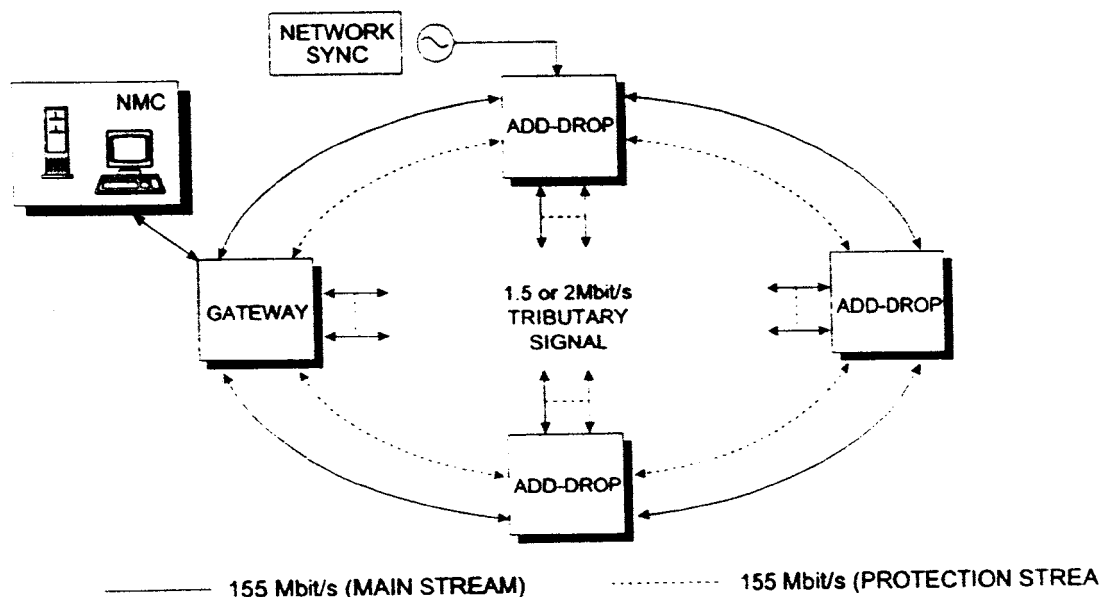 NETWORK
SYNC
NMC
ADD-DROP
GATEWAY
1.5 or 2Mbit/s
TRIBUTARY
SIGNAL
ADD-DROP
ADD-DROP
155 Mbit/s (MAIN STREAM)
155 Mbit/s (PROTECTION STREA